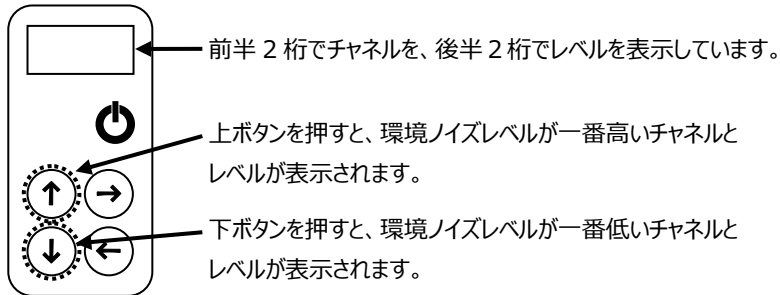 前半 2 桁でチャネルを、後半 2 桁でレベルを表示しています。
上ボタンを押すと、環境ノイズレベルが一番高いチャネルと
レベルが表示されます。
下ボタンを押すと、環境ノイズレベルが一番低いチャネルと
レベルが表示されます。